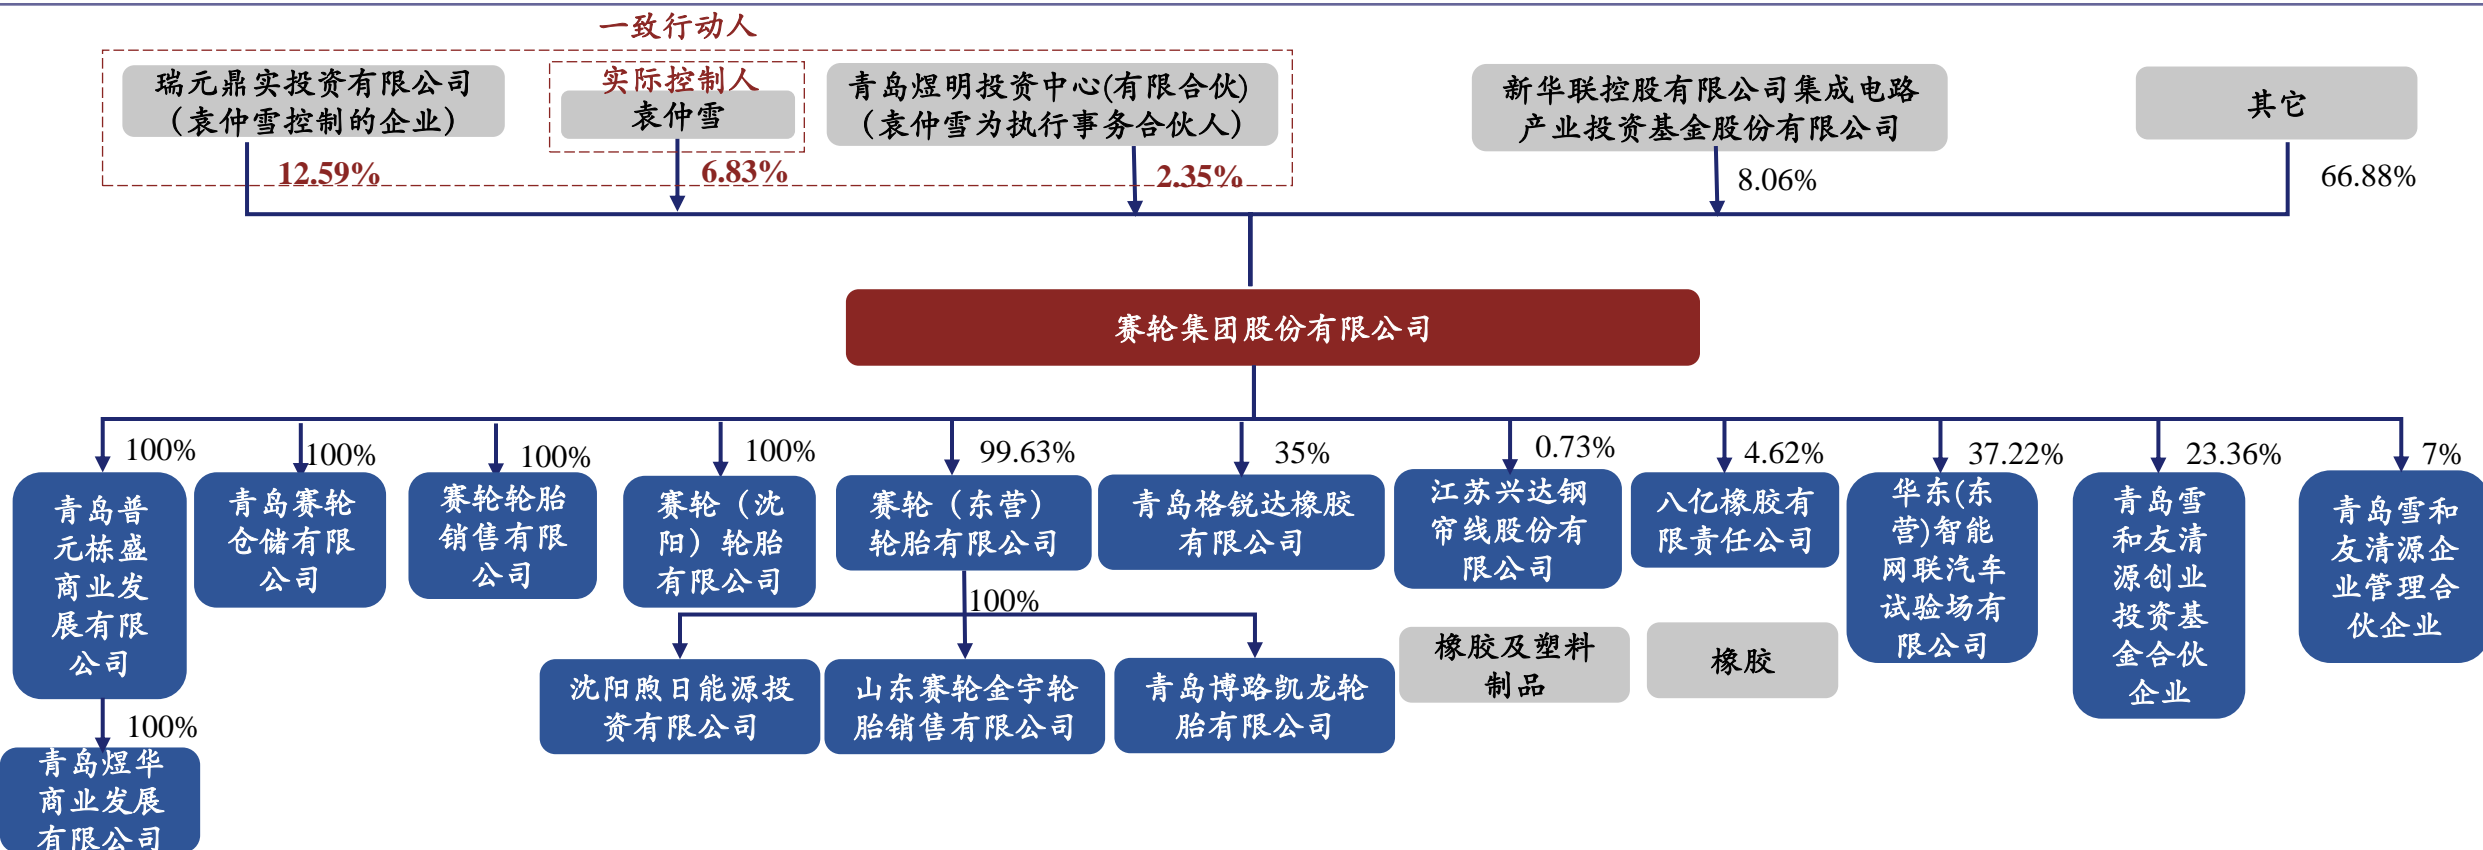 一致行动人
瑞元鼎实投资有限公司
（袁仲雪控制的企业）
实际控制人
袁仲雪
青岛煜明投资中心(有限合伙)
（袁仲雪为执行事务合伙人）
新华联控股有限公司集成电路
产业投资基金股份有限公司
其它
12.59%
6.83%
2.35%
8.06%
66.88%
赛轮集团股份有限公司
100%
100%
100%
100%
99.63%
35%
0.73%
4.62%
37.22%
23.36%
7%
青岛普
元栋盛
商业发
展有限
公司
青岛赛轮
仓储有限
公司
赛轮轮胎
销售有限
公司
赛轮（沈
阳）轮胎
有限公司
赛轮（东营）
轮胎有限公司
青岛格锐达橡胶
有限公司
江苏兴达钢
帘线股份有
限公司
八亿橡胶有
限责任公司
华东(东
营)智能
网联汽车
试验场有
限公司
青岛雪
和友清
源创业
投资基
金合伙
企业
青岛雪和
友清源企
业管理合
伙企业
100%
沈阳煦日能源投
资有限公司
山东赛轮金宇轮
胎销售有限公司
青岛博路凯龙轮
胎有限公司
橡胶及塑料
制品
橡胶
100%
青岛煜华
商业发展
有限公司